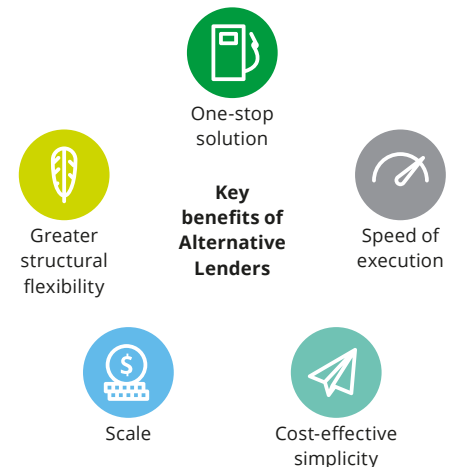 One-stop
solution
Key
benefits of
Alternative
Lenders
Greater
structural
flexibility
Speed of
execution
$
Scale
Cost-effective
simplicity